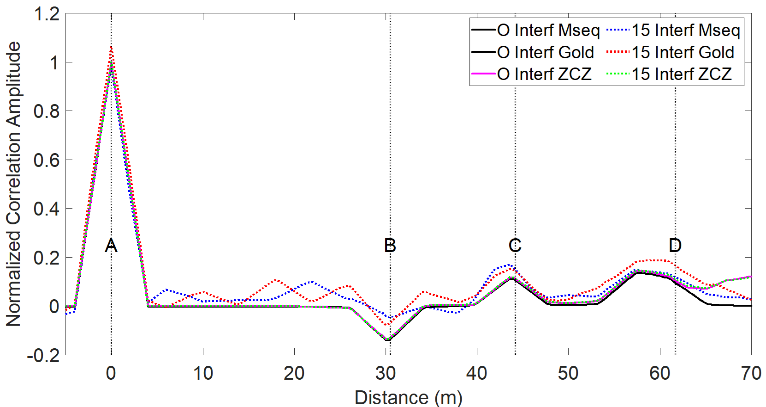 1.2
1
0.8
0.6
0.4
0.2
0
-0.2
Normalized Correlation Amplitude
O Interf Mseq
O Interf Gold
O Interf ZCZ
15 Interf Mseq
15 Interf Gold
15 Interf ZCZ
A
B
C
D
0
10
20
30
40
50
60
70
Distance (m)